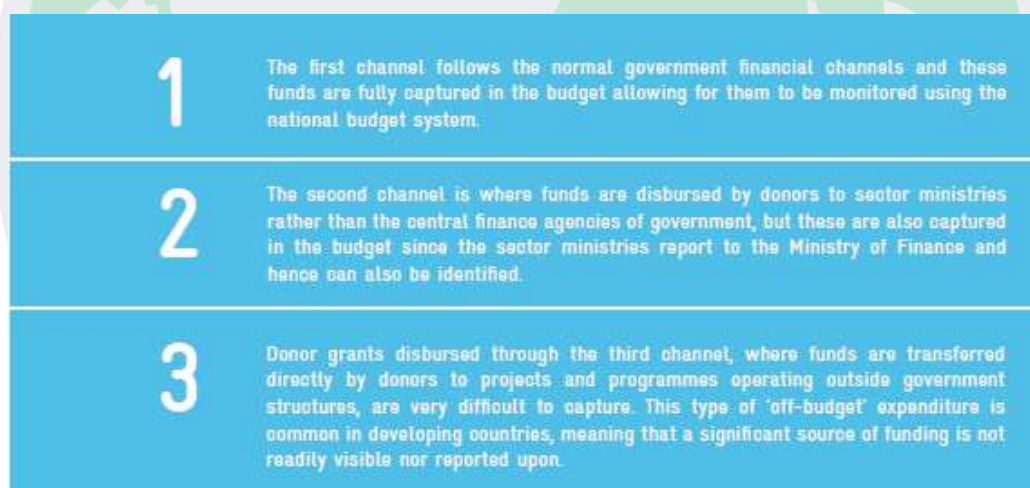 1
The first channel follows the normal government financial channels and these
funds are fully captured in the budget allowing for them to be monitored using the
national budget system.
2
The second channel is where funds are disbursed by donors to sector ministries
rather than the central finance agencies of government, but these are also captured
in the budget since the sector ministries report to the Ministry of Finance and
hence can also be identified.
3
Donor grants disbursed through the third channel, where funds are transferred
directly by donors to projects and programmes operating outside government
structures, are very difficult to capture. This type of 'off-budget' expenditure is
common in developing countries, meaning that a significant source of funding is not
readily visible nor reported upon.